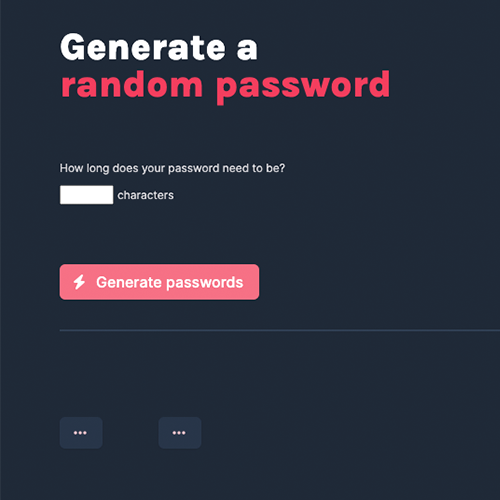 Generate a
random password
How long does your password need to be?
characters
Generate passwords
••• •••